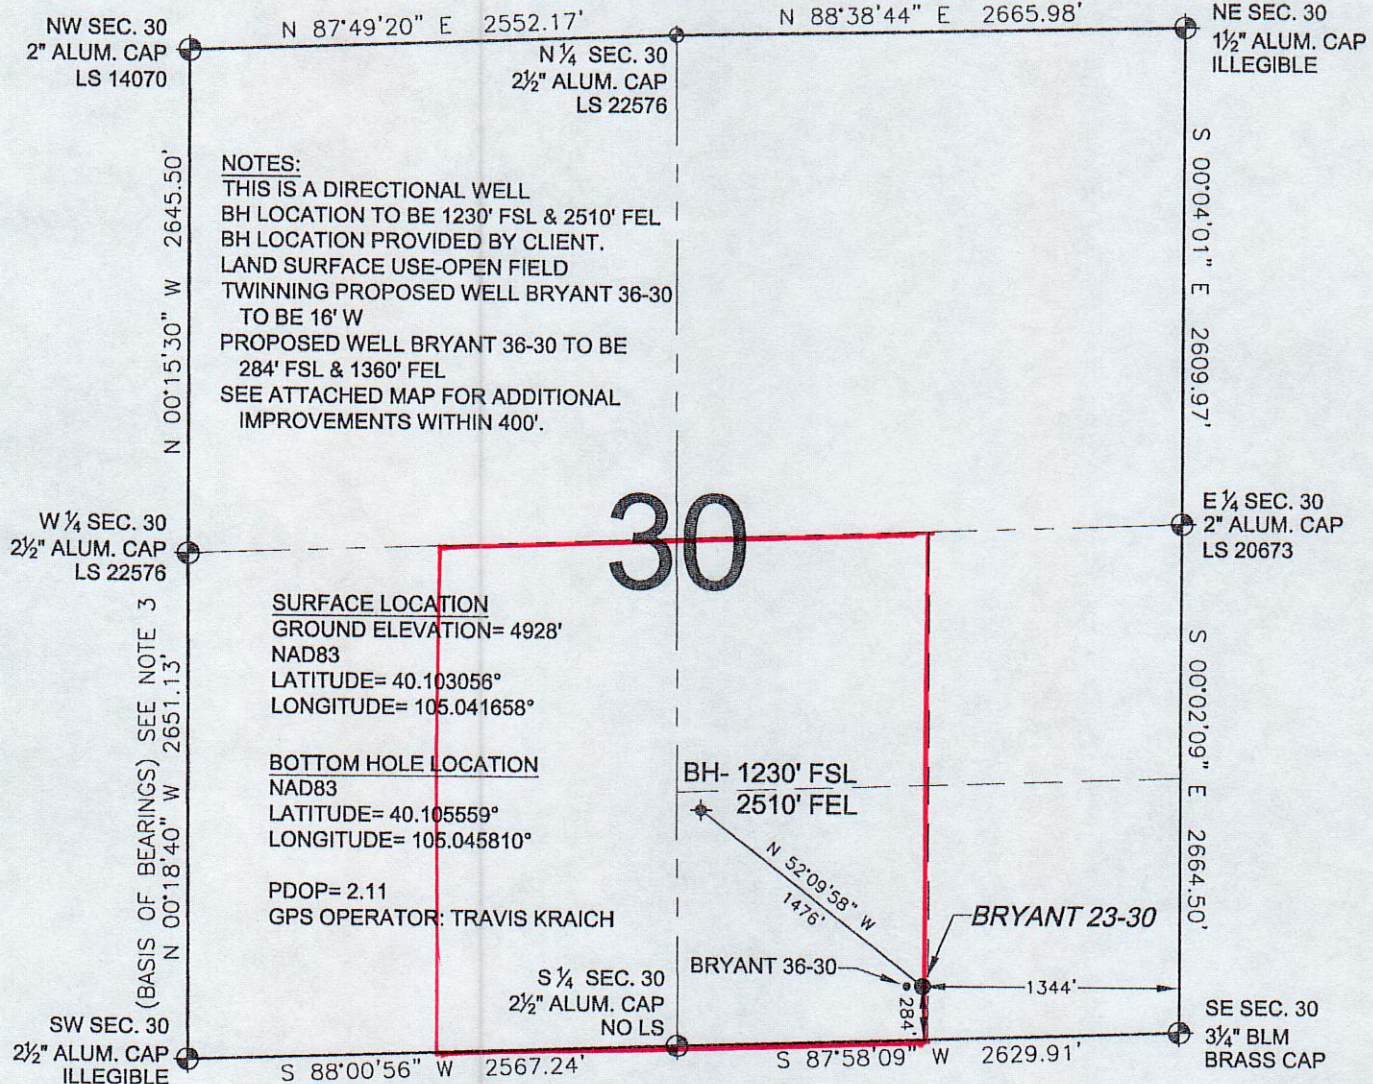 NW SEC. 30
2" ALUM. CAP
LS 14070
N 87°49'20" E 2552.17'
N ¼ SEC. 30
2½" ALUM. CAP
LS 22576
N 88°38'44" E 2665.98'
NE SEC. 30
1½" ALUM. CAP
ILLEGIBLE
N 00°15'30" W 2645.50'
NOTES:
THIS IS A DIRECTIONAL WELL
BH LOCATION TO BE 1230' FSL & 2510' FEL
BH LOCATION PROVIDED BY CLIENT.
LAND SURFACE USE-OPEN FIELD
TWINNING PROPOSED WELL BRYANT 36-30
TO BE 16' W
PROPOSED WELL BRYANT 36-30 TO BE
284' FSL & 1360' FEL
SEE ATTACHED MAP FOR ADDITIONAL
IMPROVEMENTS WITHIN 400'.
S 00°04'01" E 2609.97'
30
W ¼ SEC. 30
2½" ALUM. CAP
LS 22576
E ¼ SEC. 30
2" ALUM. CAP
LS 20673
(BASIS OF BEARINGS) SEE NOTE 3
N 00°18'40" W 2651.13'
SURFACE LOCATION
GROUND ELEVATION= 4928'
NAD83
LATITUDE= 40.103056°
LONGITUDE= 105.041658°
BOTTOM HOLE LOCATION
NAD83
LATITUDE= 40.105559°
LONGITUDE= 105.045810°
PDOP= 2.11
GPS OPERATOR: TRAVIS KRAICH
BH- 1230' FSL
2510' FEL
N 52°09'58" W
1476'
S 00°02'09" E 2664.50'
BRYANT 23-30
BRYANT 36-30
1344'
284'
SW SEC. 30
2½" ALUM. CAP
ILLEGIBLE
S 88°00'56" W 2567.24'
S ¼ SEC. 30
2½" ALUM. CAP
NO LS
S 87°58'09" W 2629.91'
SE SEC. 30
3¼" BLM
BRASS CAP